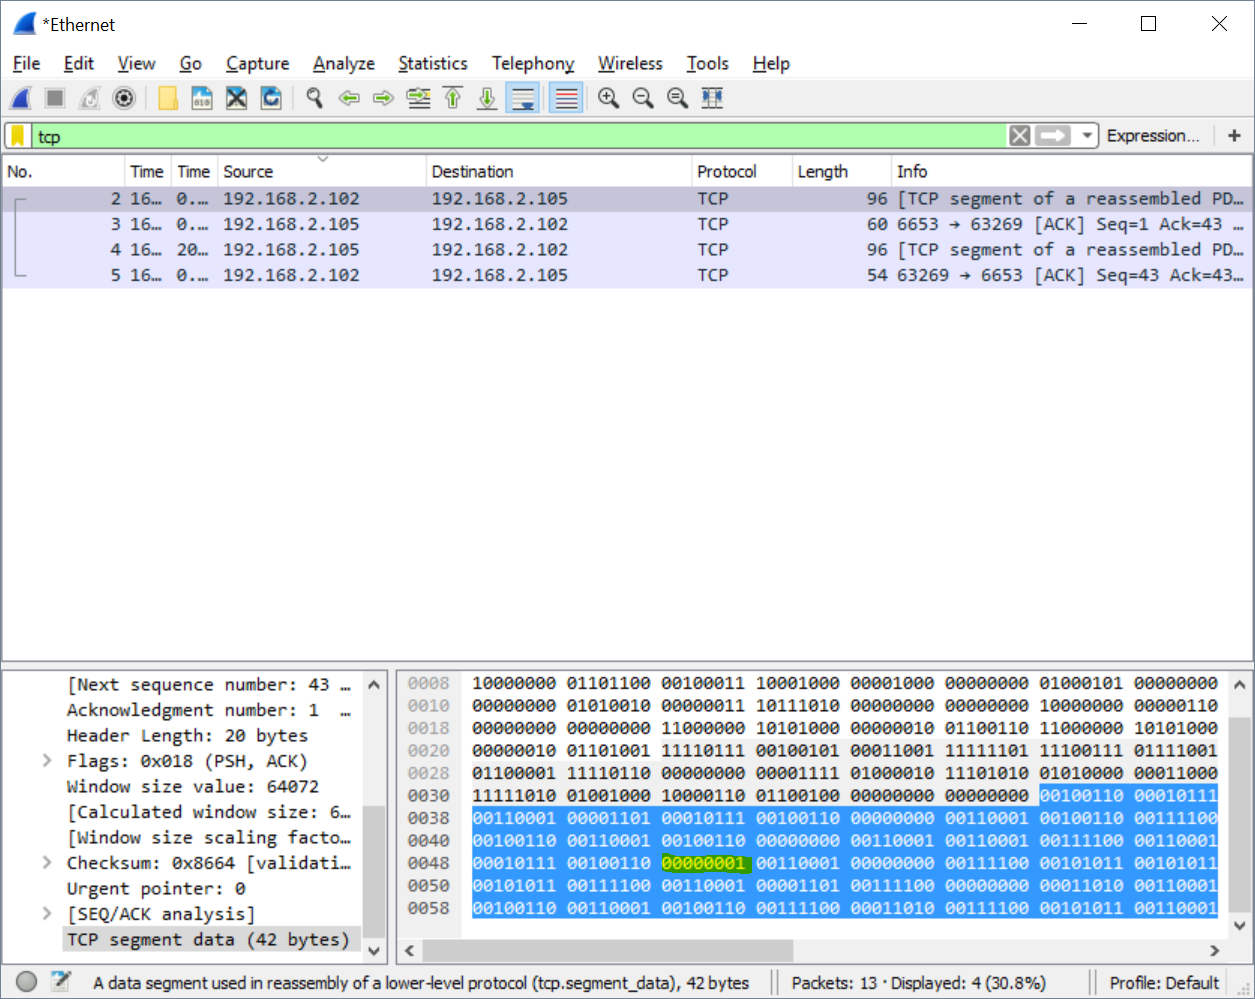 *Ethernet
File Edit View Go Capture Analyze Statistics Telephony Wireless Tools Help
tcp Expression... +
No. Time Time Source Destination Protocol Length Info
2 16... 0.... 192.168.2.102 192.168.2.105 TCP 96 [TCP segment of a reassembled PD...
3 16... 0.... 192.168.2.105 192.168.2.102 TCP 60 6653 → 63269 [ACK] Seq=1 Ack=43 ...
4 16... 20... 192.168.2.105 192.168.2.102 TCP 96 [TCP segment of a reassembled PD...
5 16... 0.... 192.168.2.102 192.168.2.105 TCP 54 63269 → 6653 [ACK] Seq=43 Ack=43...
[Next sequence number: 43 ...
Acknowledgment number: 1 ...
Header Length: 20 bytes
Flags: 0x018 (PSH, ACK)
Window size value: 64072
[Calculated window size: 6...
[Window size scaling facto...
Checksum: 0x8664 [validati...
Urgent pointer: 0
[SEQ/ACK analysis]
TCP segment data (42 bytes)
0008 10000000 01101100 00100011 10001000 00001000 00000000 01000101 00000000
0010 00000000 01010010 00000011 10111010 00000000 00000000 10000000 00000110
0018 00000000 00000000 11000000 10101000 00000010 01100110 11000000 10101000
0020 00000010 01101001 11110111 00100101 00011001 11111101 11100111 01111001
0028 01100001 11110110 00000000 00001111 01000010 11101010 01010000 00011000
0030 11111010 01001000 10000110 01100100 00000000 00000000 00100110 00010111
0038 00110001 00001101 00010111 00100110 00000000 00110001 00100110 00111100
0040 00100110 00110001 00100110 00000000 00110001 00110001 00111100 00110001
0048 00010111 00100110 00000001 00110001 00000000 00111100 00101011 00101011
0050 00101011 00111100 00110001 00001101 00111100 00000000 00011010 00110001
0058 00100110 00110001 00100110 00111100 00011010 00111100 00101011 00110001
A data segment used in reassembly of a lower-level protocol (tcp.segment_data), 42 bytes Packets: 13 · Displayed: 4 (30.8%) Profile: Default